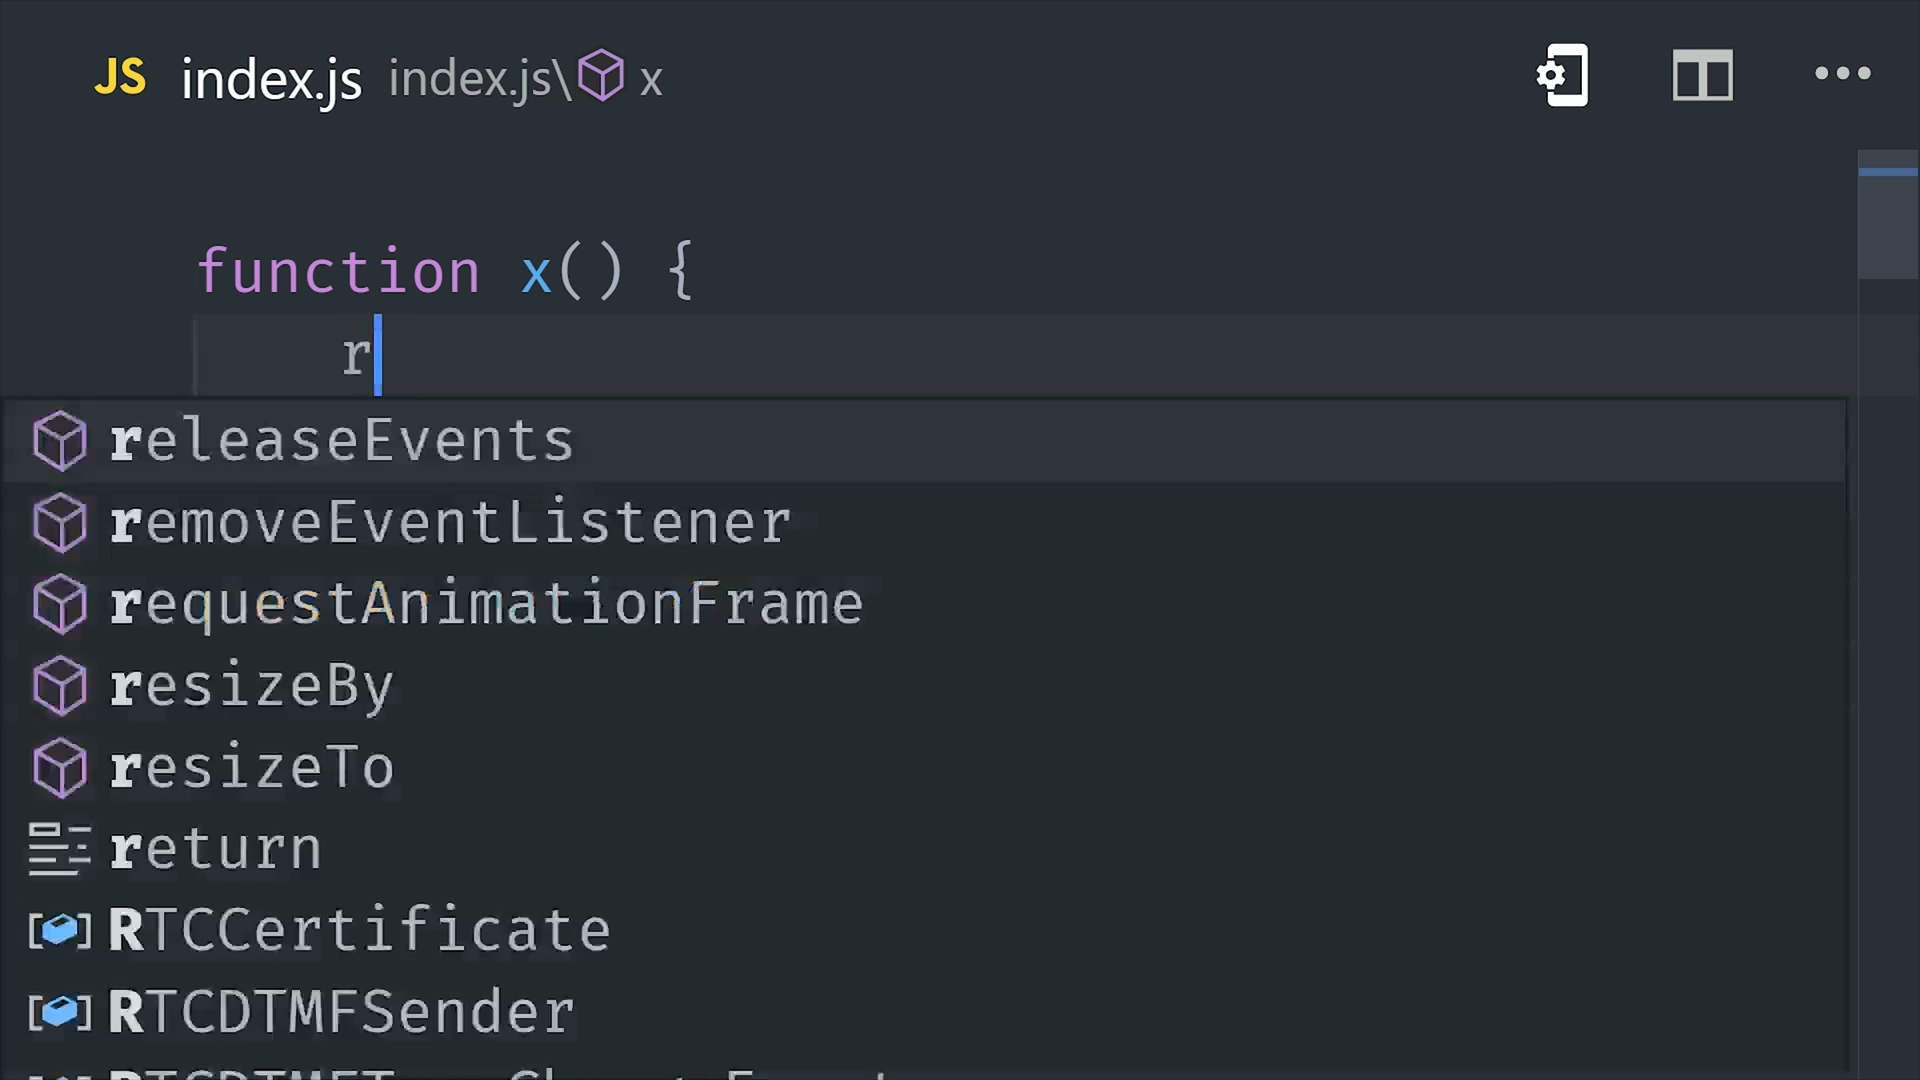 JS index.js index.js\ x
function x() {
r
releaseEvents
removeEventListener
requestAnimationFrame
resizeBy
resizeTo
return
RTCCertificate
RTCDTMFSender